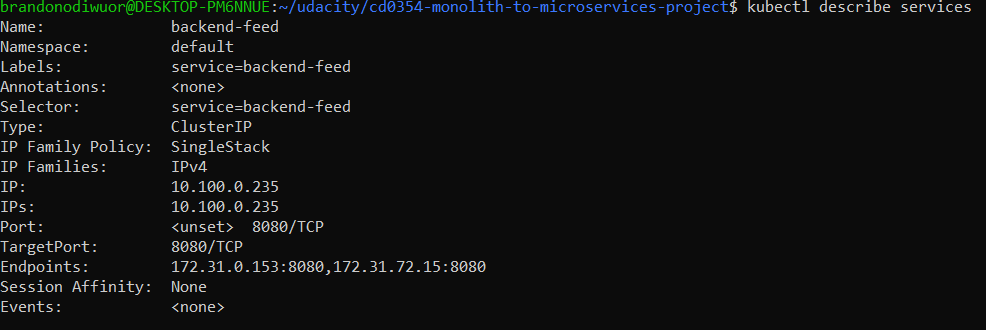 brandonodiwuor@DESKTOP-PM6NNUE:~/udacity/cd0354-monolith-to-microservices-project$ kubectl describe services
Name:              backend-feed
Namespace:         default
Labels:            service=backend-feed
Annotations:       <none>
Selector:          service=backend-feed
Type:              ClusterIP
IP Family Policy:  SingleStack
IP Families:       IPv4
IP:                10.100.0.235
IPs:               10.100.0.235
Port:              <unset>  8080/TCP
TargetPort:        8080/TCP
Endpoints:         172.31.0.153:8080,172.31.72.15:8080
Session Affinity:  None
Events:            <none>